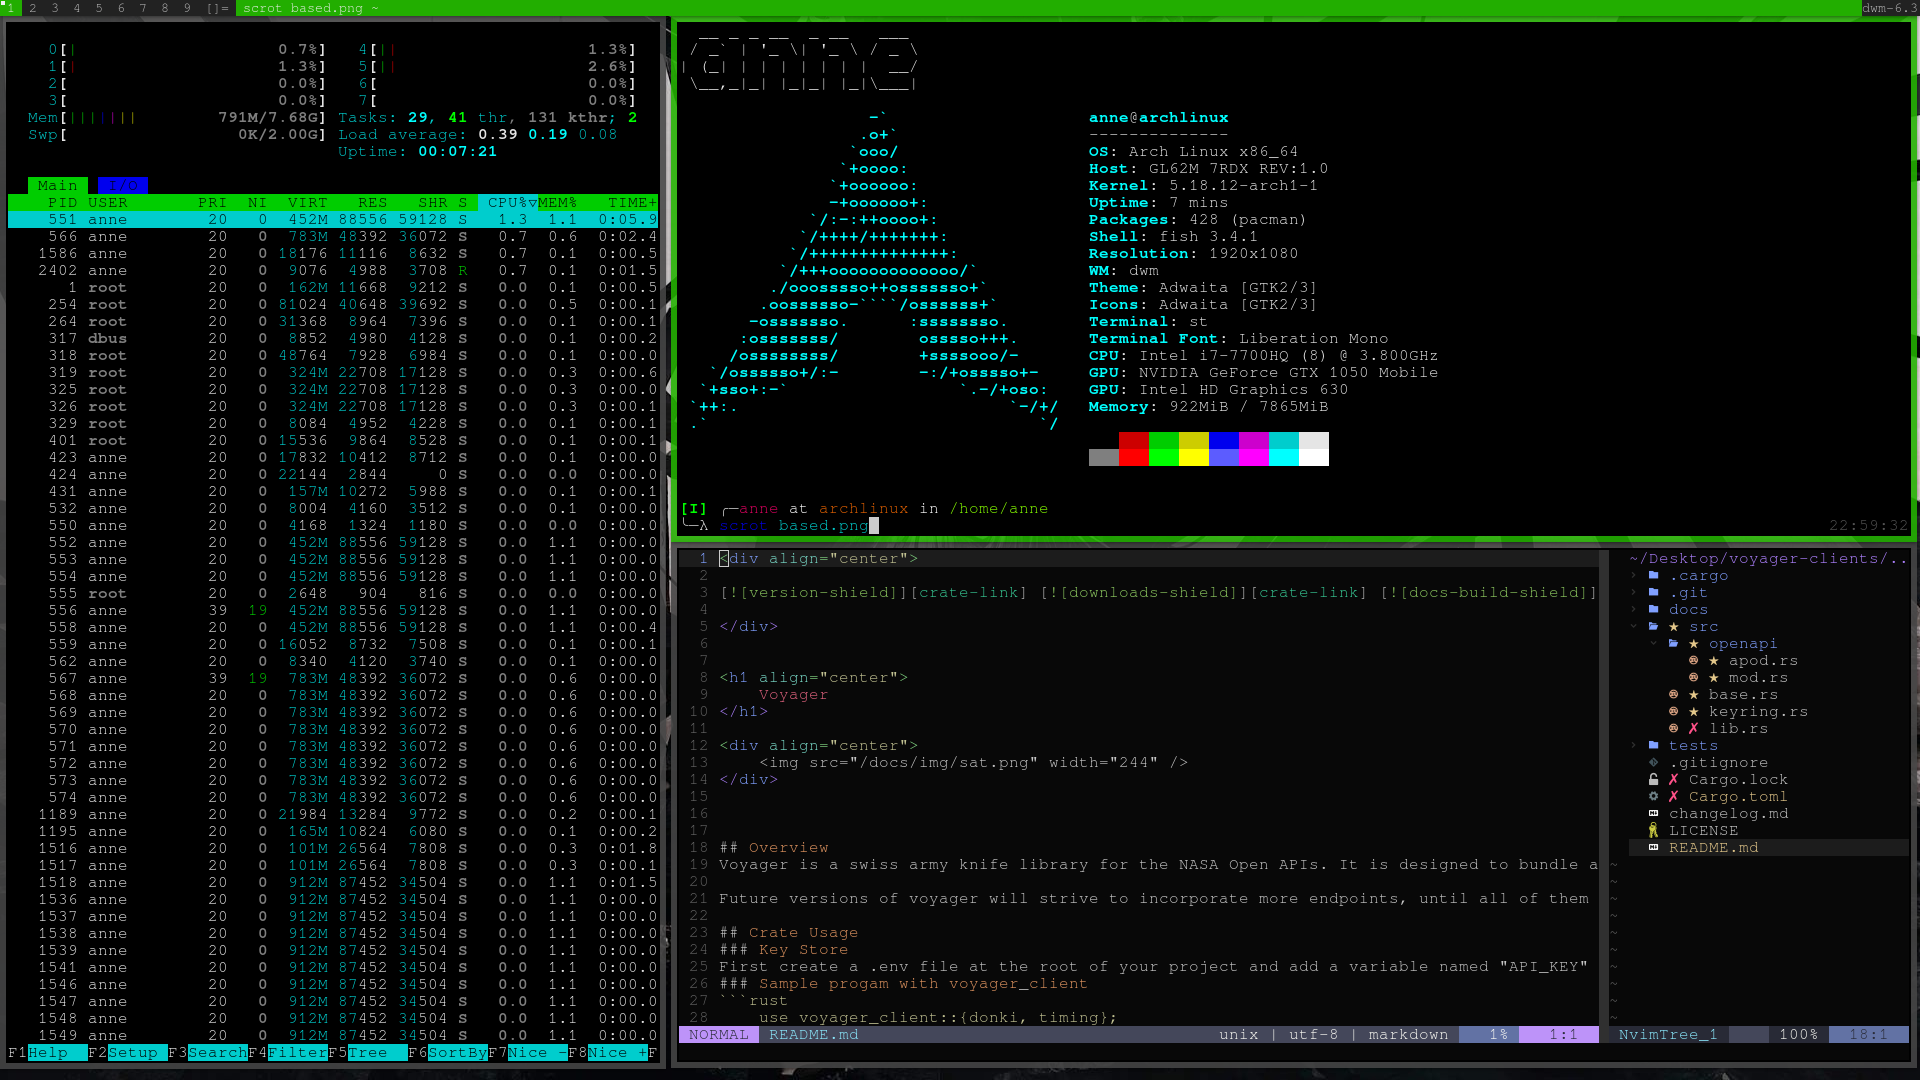 1 2 3 4 5 6 7 8 9 []= scrot based.png ~ dwm-6.3
0[| 0.7%] 4[|| 1.3%]
1[| 1.3%] 5[|| 2.6%]
2[ 0.0%] 6[ 0.0%]
3[ 0.0%] 7[ 0.0%]
Mem[||||||| 791M/7.68G] Tasks: 29, 41 thr, 131 kthr; 2
Swp[ 0K/2.00G] Load average: 0.39 0.19 0.08
Uptime: 00:07:21
Main I/O
PID USER PRI NI VIRT RES SHR S CPU%▽MEM% TIME+
551 anne 20 0 452M 88556 59128 S 1.3 1.1 0:05.9
566 anne 20 0 783M 48392 36072 S 0.7 0.6 0:02.4
1586 anne 20 0 18176 11116 8632 S 0.7 0.1 0:00.5
2402 anne 20 0 9076 4988 3708 R 0.7 0.1 0:01.5
1 root 20 0 162M 11668 9212 S 0.0 0.1 0:00.5
254 root 20 0 81024 40648 39692 S 0.0 0.5 0:00.1
264 root 20 0 31368 8964 7396 S 0.0 0.1 0:00.1
317 dbus 20 0 8852 4980 4128 S 0.0 0.1 0:00.2
318 root 20 0 48764 7928 6984 S 0.0 0.1 0:00.0
319 root 20 0 324M 22708 17128 S 0.0 0.3 0:00.6
325 root 20 0 324M 22708 17128 S 0.0 0.3 0:00.0
326 root 20 0 324M 22708 17128 S 0.0 0.3 0:00.1
329 root 20 0 8084 4952 4228 S 0.0 0.1 0:00.1
401 root 20 0 15536 9864 8528 S 0.0 0.1 0:00.1
423 anne 20 0 17832 10412 8712 S 0.0 0.1 0:00.1
424 anne 20 0 22144 2844 0 S 0.0 0.0 0:00.0
431 anne 20 0 157M 10272 5988 S 0.0 0.1 0:00.1
532 anne 20 0 8004 4160 3512 S 0.0 0.1 0:00.0
550 anne 20 0 4168 1324 1180 S 0.0 0.0 0:00.0
552 anne 20 0 452M 88556 59128 S 0.0 1.1 0:00.0
553 anne 20 0 452M 88556 59128 S 0.0 1.1 0:00.0
554 anne 20 0 452M 88556 59128 S 0.0 1.1 0:00.0
555 root 20 0 2648 904 816 S 0.0 0.0 0:00.0
556 anne 39 19 452M 88556 59128 S 0.0 1.1 0:00.0
558 anne 20 0 452M 88556 59128 S 0.0 1.1 0:00.4
559 anne 20 0 16052 8732 7508 S 0.0 0.1 0:00.1
562 anne 20 0 8340 4120 3740 S 0.0 0.1 0:00.0
567 anne 39 19 783M 48392 36072 S 0.0 0.6 0:00.0
568 anne 20 0 783M 48392 36072 S 0.0 0.6 0:00.0
569 anne 20 0 783M 48392 36072 S 0.0 0.6 0:00.0
570 anne 20 0 783M 48392 36072 S 0.0 0.6 0:00.0
571 anne 20 0 783M 48392 36072 S 0.0 0.6 0:00.0
572 anne 20 0 783M 48392 36072 S 0.0 0.6 0:00.0
573 anne 20 0 783M 48392 36072 S 0.0 0.6 0:00.0
574 anne 20 0 783M 48392 36072 S 0.0 0.6 0:00.0
1189 anne 20 0 21984 13284 9772 S 0.0 0.2 0:00.1
1195 anne 20 0 165M 10824 6080 S 0.0 0.1 0:00.2
1516 anne 20 0 101M 26564 7808 S 0.0 0.3 0:01.8
1517 anne 20 0 101M 26564 7808 S 0.0 0.3 0:00.1
1518 anne 20 0 912M 87452 34504 S 0.0 1.1 0:01.5
1536 anne 20 0 912M 87452 34504 S 0.0 1.1 0:00.0
1537 anne 20 0 912M 87452 34504 S 0.0 1.1 0:00.0
1538 anne 20 0 912M 87452 34504 S 0.0 1.1 0:00.0
1539 anne 20 0 912M 87452 34504 S 0.0 1.1 0:00.0
1541 anne 20 0 912M 87452 34504 S 0.0 1.1 0:00.0
1546 anne 20 0 912M 87452 34504 S 0.0 1.1 0:00.0
1547 anne 20 0 912M 87452 34504 S 0.0 1.1 0:00.0
1548 anne 20 0 912M 87452 34504 S 0.0 1.1 0:00.0
1549 anne 20 0 912M 87452 34504 S 0.0 1.1 0:00.0
F1Help F2Setup F3SearchF4FilterF5Tree F6SortByF7Nice -F8Nice +F
anne
anne@archlinux
--------------
OS: Arch Linux x86_64
Host: GL62M 7RDX REV:1.0
Kernel: 5.18.12-arch1-1
Uptime: 7 mins
Packages: 428 (pacman)
Shell: fish 3.4.1
Resolution: 1920x1080
WM: dwm
Theme: Adwaita [GTK2/3]
Icons: Adwaita [GTK2/3]
Terminal: st
Terminal Font: Liberation Mono
CPU: Intel i7-7700HQ (8) @ 3.800GHz
GPU: NVIDIA GeForce GTX 1050 Mobile
GPU: Intel HD Graphics 630
Memory: 922MiB / 7865MiB
[I] ╭─anne at archlinux in /home/anne
╰─λ scrot based.png 22:59:32
1 <div align="center">
2
3 [![version-shield]][crate-link] [![downloads-shield]][crate-link] [![docs-build-shield]]
4
5 </div>
6
7
8 <h1 align="center">
9 Voyager
10 </h1>
11
12 <div align="center">
13 <img src="/docs/img/sat.png" width="244" />
14 </div>
15
16
17
18 ## Overview
19 Voyager is a swiss army knife library for the NASA Open APIs. It is designed to bundle a
20
21 Future versions of voyager will strive to incorporate more endpoints, until all of them
22
23 ## Crate Usage
24 ### Key Store
25 First create a .env file at the root of your project and add a variable named "API_KEY"
26 ### Sample progam with voyager_client
27 ```rust
28 use voyager_client::{donki, timing};
NORMAL README.md unix | utf-8 | markdown 1% 1:1
~/Desktop/voyager-clients/..
.cargo
.git
docs
★ src
★ openapi
★ apod.rs
★ mod.rs
★ base.rs
★ keyring.rs
✗ lib.rs
tests
.gitignore
✗ Cargo.lock
✗ Cargo.toml
changelog.md
LICENSE
README.md
NvimTree_1 100% 18:1